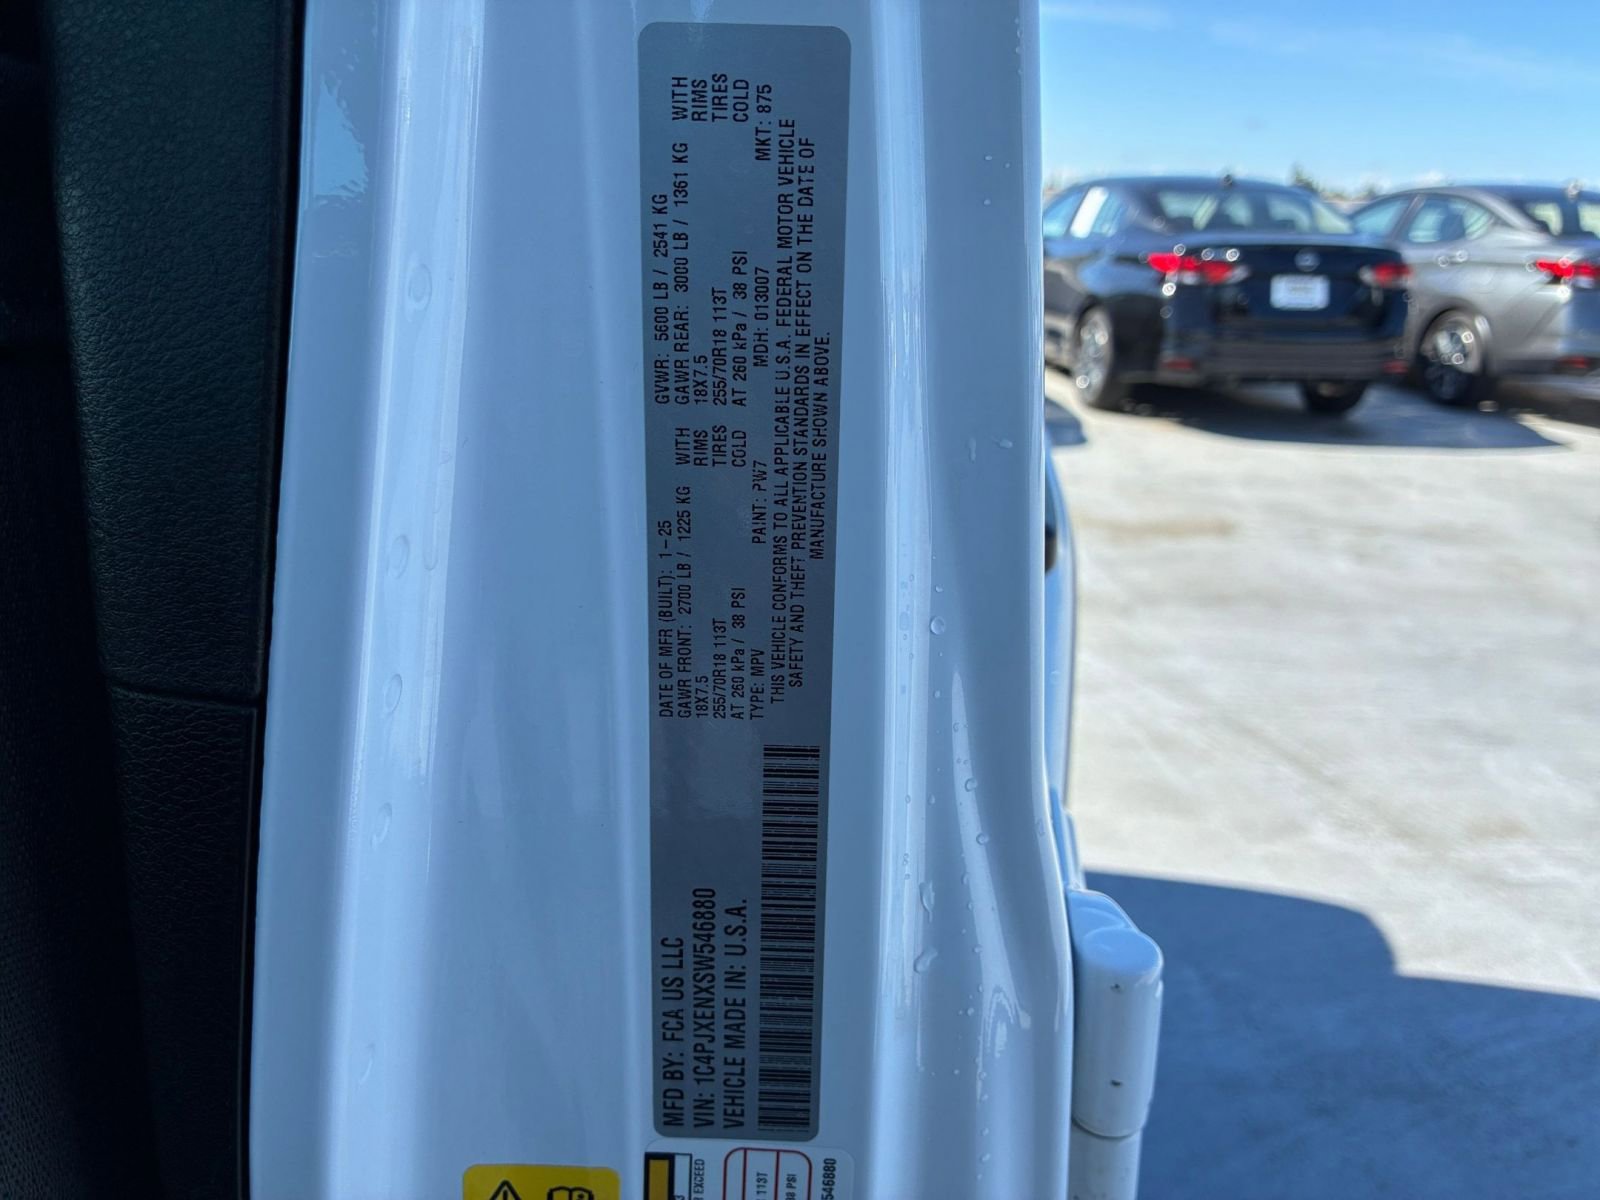 MFD BY: FCA US LLC
VIN: 1C4PJXENXSW546880
VEHICLE MADE IN: U.S.A.
DATE OF MFR (BUILT): 1-25 GVWR: 5600 LB / 2541 KG
GAWR FRONT: 2700 LB / 1225 KG WITH GAWR REAR: 3000 LB / 1361 KG WITH
18X7.5 RIMS 18X7.5 RIMS
255/70R18 113T TIRES 255/70R18 113T TIRES
AT 260 kPa / 38 PSI COLD AT 260 kPa / 38 PSI COLD
TYPE: MPV PAINT: PW7 MDH: 013007 MKT: 875
THIS VEHICLE CONFORMS TO ALL APPLICABLE U.S.A. FEDERAL MOTOR VEHICLE
SAFETY AND THEFT PREVENTION STANDARDS IN EFFECT ON THE DATE OF
MANUFACTURE SHOWN ABOVE.
EXCEED
113T
PSI
546880